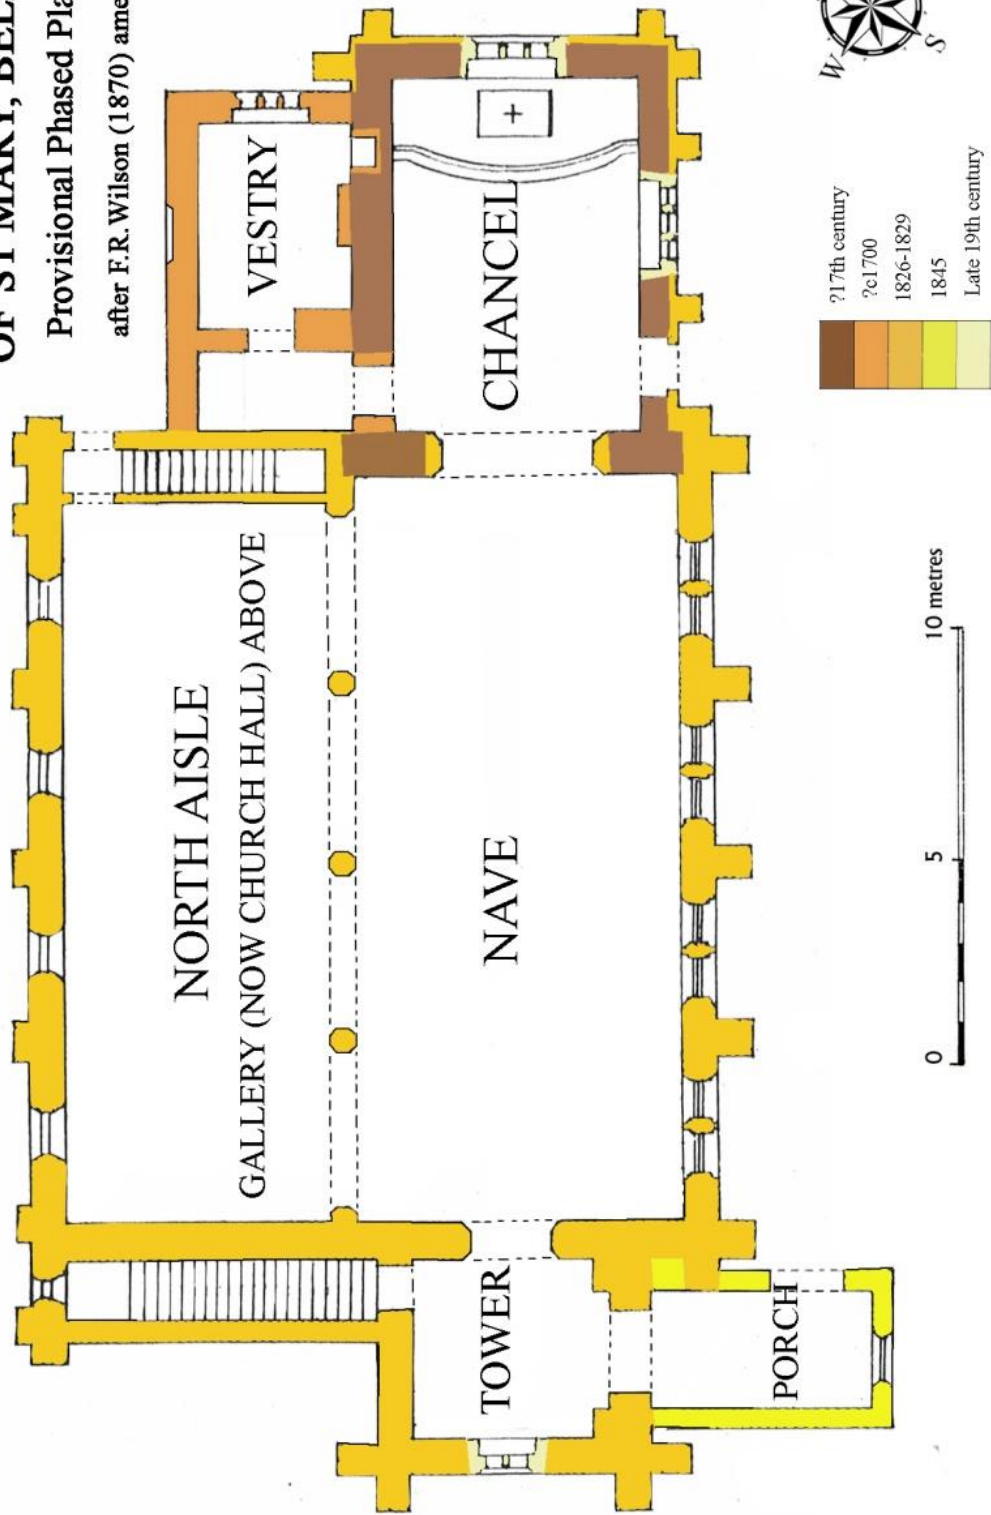 OF ST MARY, BEL
Provisional Phased Pla
after F.R. Wilson (1870) ame
VESTRY
CHANCEL
NORTH AISLE
GALLERY (NOW CHURCH HALL) ABOVE
NAVE
TOWER
PORCH
W
S
?17th century
?c1700
1826-1829
1845
Late 19th century
0 5 10 metres